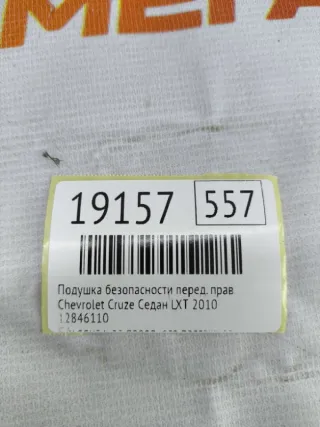 МЕГА
19157 557
Подушка безопасности перед. прав.
Chevrolet Cruze Седан LXT 2010
12846110